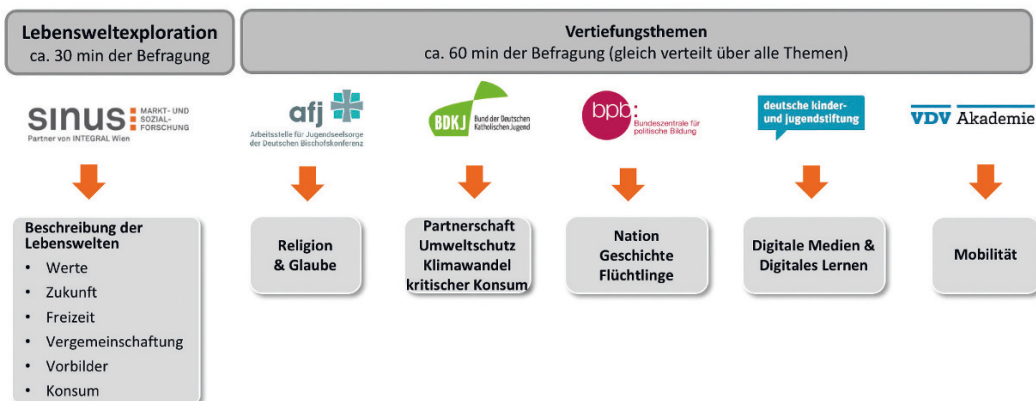 Lebensweltexploration
ca. 30 min der Befragung
Vertiefungsthemen
ca. 60 min der Befragung (gleich verteilt über alle Themen)
sinus MARKT- UND
SOZIAL-
FORSCHUNG
Partner von INTEGRAL Wien
afj
Arbeitsstelle für Jugendseelsorge
der Deutschen Bischofskonferenz
BDKJ Bund der Deutschen
Katholischen Jugend
bpb:
Bundeszentrale für
politische Bildung
deutsche kinder-
und jugendstiftung
VDV Akademie
Beschreibung der
Lebenswelten
• Werte
• Zukunft
• Freizeit
• Vergemeinschaftung
• Vorbilder
• Konsum
Religion
& Glaube
Partnerschaft
Umweltschutz
Klimawandel
kritischer Konsum
Nation
Geschichte
Flüchtlinge
Digitale Medien &
Digitales Lernen
Mobilität